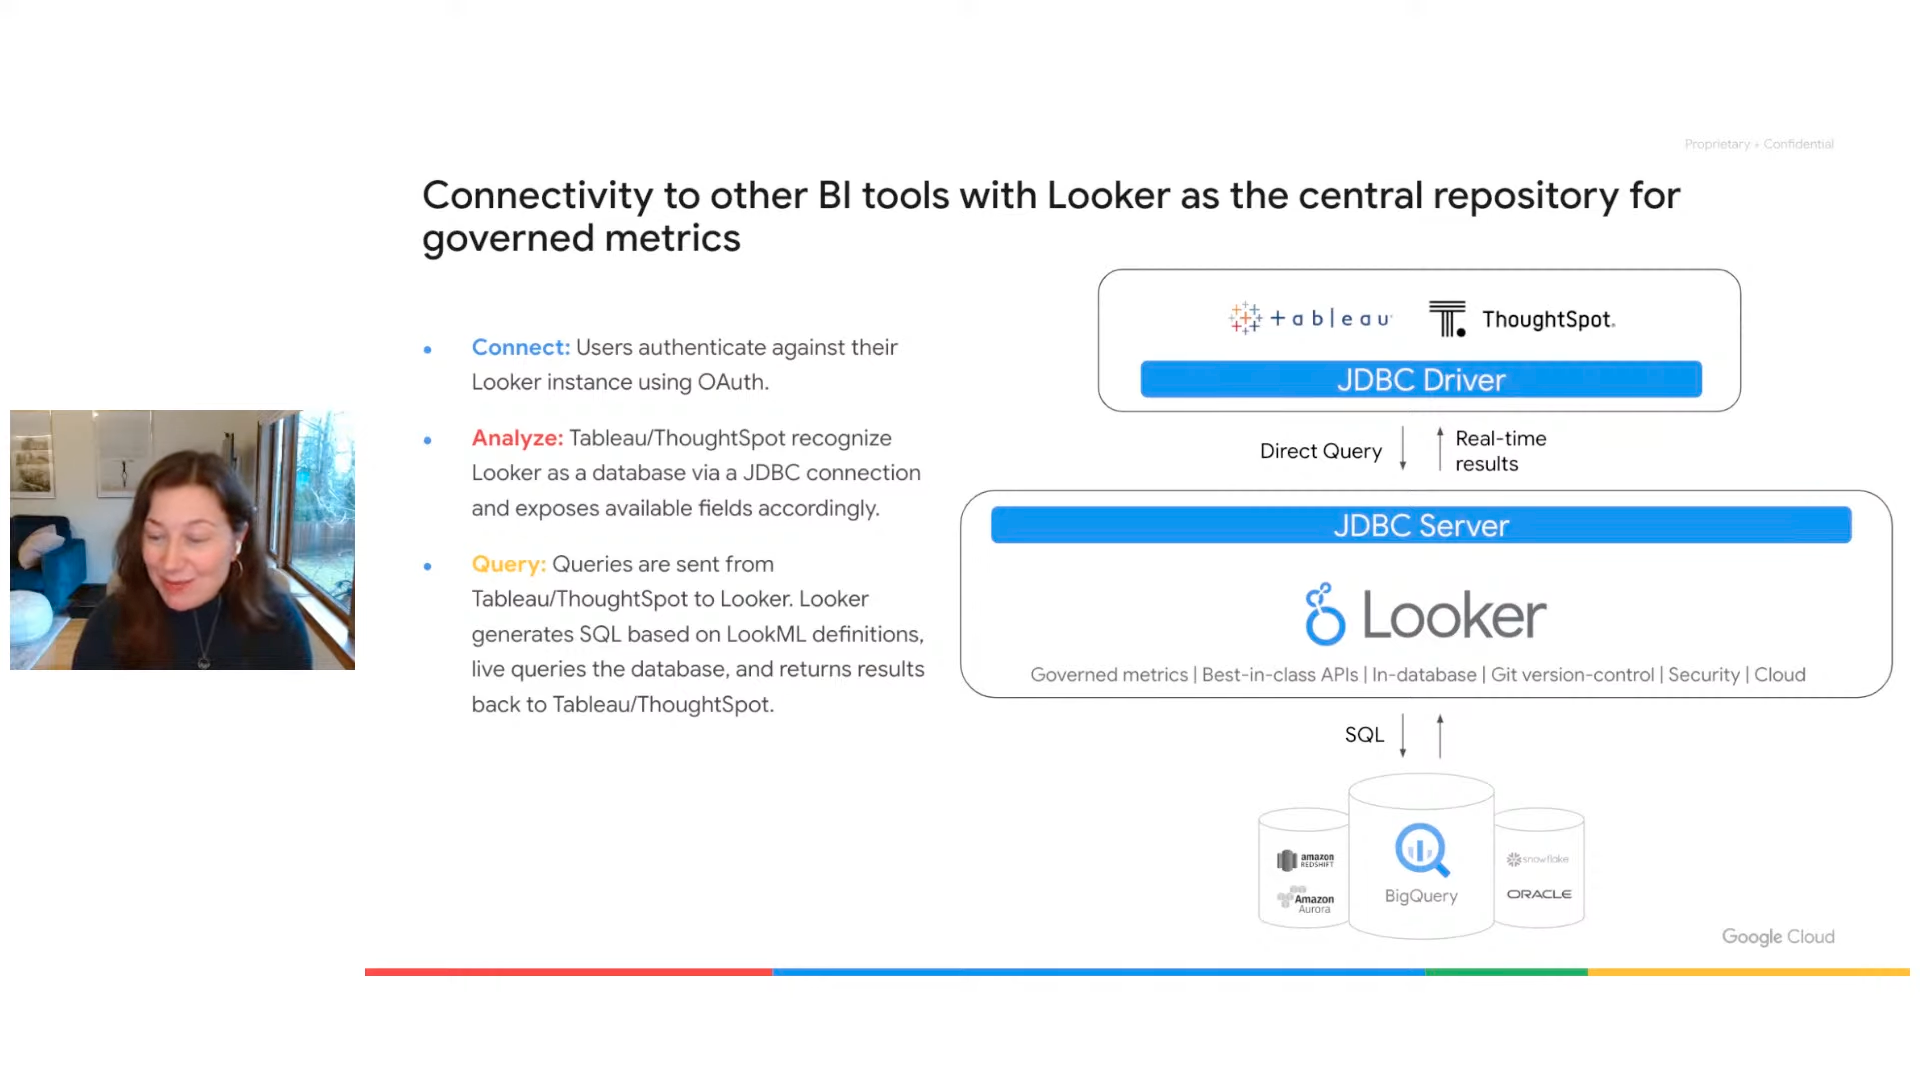 Proprietary + Confidential
Connectivity to other BI tools with Looker as the central repository for
governed metrics
• Connect: Users authenticate against their
Looker instance using OAuth.
• Analyze: Tableau/ThoughtSpot recognize
Looker as a database via a JDBC connection
and exposes available fields accordingly.
• Query: Queries are sent from
Tableau/ThoughtSpot to Looker. Looker
generates SQL based on LookML definitions,
live queries the database, and returns results
back to Tableau/ThoughtSpot.
+ableau
ThoughtSpot.
JDBC Driver
Direct Query
Real-time
results
JDBC Server
Looker
Governed metrics | Best-in-class APIs | In-database | Git version-control | Security | Cloud
SQL
amazon
REDSHIFT
Amazon
Aurora
BigQuery
snowflake
ORACLE
Google Cloud